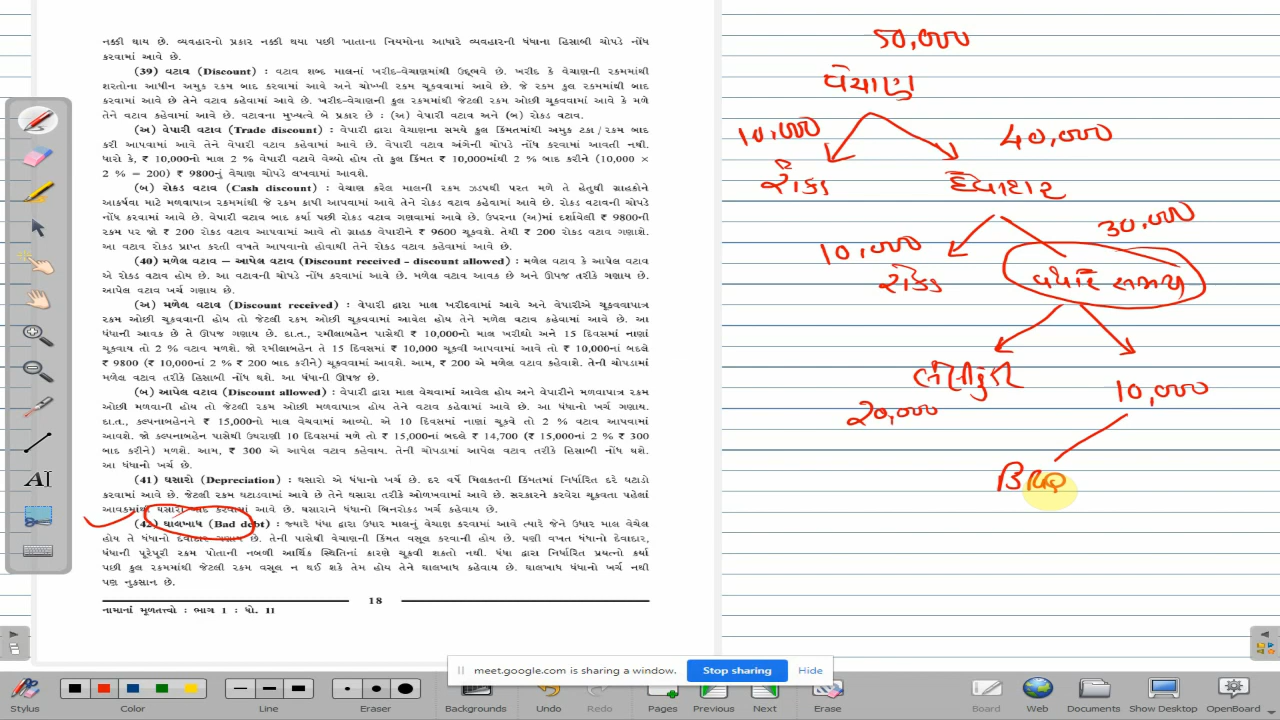 નક્કી થાય છે. વ્યવહારનો પ્રકાર નક્કી થયા પછી ખાતાના નિયમોના આધારે વ્યવહારની ધંધાના હિસાબી ચોપડે નોંધ
કરવામાં આવે છે.
(39) વટાવ (Discount) : વટાવ શબ્દ માલનાં ખરીદ-વેચાણમાંથી ઉદ્ભવે છે. ખરીદ કે વેચાણની રકમમાંથી
શરતોના આધીન અમુક રકમ બાદ કરવામાં આવે અને ચોખ્ખી રકમ ચૂકવવામાં આવે છે. જે રકમ કુલ રકમમાંથી બાદ
કરવામાં આવે છે તેને વટાવ કહેવામાં આવે છે. ખરીદ-વેચાણની કુલ રકમમાંથી જેટલી રકમ ઓછી ચૂકવવામાં આવે કે મળે
તેને વટાવ કહેવામાં આવે છે. વટાવના મુખ્યત્વે બે પ્રકાર છે : (અ) વેપારી વટાવ અને (બ) રોકડ વટાવ.
(અ) વેપારી વટાવ (Trade discount) : વેપારી દ્વારા વેચાણના સમયે કુલ કિંમતમાંથી અમુક ટકા / રકમ બાદ
કરી આપવામાં આવે તેને વેપારી વટાવ કહેવામાં આવે છે. વેપારી વટાવ અંગેની ચોપડે નોંધ કરવામાં આવતી નથી.
ધારો કે, ₹ 10,000નો માલ 2 % વેપારી વટાવે વેચ્યો હોય તો કુલ કિંમત ₹ 10,000માંથી 2 % બાદ કરીને (10,000 ×
2 % = 200) ₹ 9800નું વેચાણ ચોપડે લખવામાં આવશે.
(બ) રોકડ વટાવ (Cash discount) : વેચાણ કરેલ માલની રકમ ઝડપથી પરત મળે તે હેતુથી ગ્રાહકોને
આકર્ષવા માટે મળવાપાત્ર રકમમાંથી જે રકમ કાપી આપવામાં આવે તેને રોકડ વટાવ કહેવામાં આવે છે. રોકડ વટાવની ચોપડે
નોંધ કરવામાં આવે છે. વેપારી વટાવ બાદ કર્યા પછી રોકડ વટાવ ગણવામાં આવે છે. ઉપરના (અ)માં દર્શાવેલી ₹ 9800ની
રકમ પર જો ₹ 200 રોકડ વટાવ આપવામાં આવે તો ગ્રાહક વેપારીને ₹ 9600 ચૂકવશે. તેથી ₹ 200 રોકડ વટાવ ગણાશે.
આ વટાવ રોકડ પ્રાપ્ત કરતી વખતે આપવાનો હોવાથી તેને રોકડ વટાવ કહેવામાં આવે છે.
(40) મળેલ વટાવ – આપેલ વટાવ (Discount received - discount allowed) : મળેલ વટાવ કે આપેલ વટાવ
એ રોકડ વટાવ હોય છે. આ વટાવની ચોપડે નોંધ કરવામાં આવે છે. મળેલ વટાવ આવક છે અને ઊપજ તરીકે ગણાય છે.
આપેલ વટાવ ખર્ચ ગણાય છે.
(અ) મળેલ વટાવ (Discount received) : વેપારી દ્વારા માલ ખરીદવામાં આવે અને વેપારીએ ચૂકવવાપાત્ર
રકમ ઓછી ચૂકવવાની હોય તો જેટલી રકમ ઓછી ચૂકવવામાં આવેલ હોય તેને મળેલ વટાવ કહેવામાં આવે છે. આ
ધંધાની આવક છે તે ઊપજ ગણાય છે. દા.ત., રમીલાબહેન પાસેથી ₹ 10,000નો માલ ખરીદ્યો અને 15 દિવસમાં નાણાં
ચૂકવાય તો 2 % વટાવ મળશે. જો રમીલાબહેન તે 15 દિવસમાં ₹ 10,000 ચૂકવી આપવામાં આવે તો ₹ 10,000નાં બદલે
₹ 9800 (₹ 10,000નાં 2 % ₹ 200 બાદ કરીને) ચૂકવવામાં આવશે. આમ, ₹ 200 એ મળેલ વટાવ કહેવાશે. તેની ચોપડામાં
મળેલ વટાવ તરીકે હિસાબી નોંધ થશે. આ ધંધાની ઊપજ છે.
(બ) આપેલ વટાવ (Discount allowed) : વેપારી દ્વારા માલ વેચવામાં આવેલ હોય અને વેપારીને મળવાપાત્ર રકમ
ઓછી મળવાની હોય તો જેટલી રકમ ઓછી મળવાપાત્ર હોય તેને વટાવ કહેવામાં આવે છે. આ ધંધાનો ખર્ચ ગણાય.
દા.ત., કલ્પનાબહેનને ₹ 15,000નો માલ વેચવામાં આવ્યો. એ 10 દિવસમાં નાણાં ચૂકવે તો 2 % વટાવ આપવામાં
આવશે. જો કલ્પનાબહેન પાસેથી ઉઘરાણી 10 દિવસમાં મળે તો ₹ 15,000નાં બદલે ₹ 14,700 (₹ 15,000નાં 2 % ₹ 300
બાદ કરીને) મળશે. આમ, ₹ 300 એ આપેલ વટાવ કહેવાય. તેની ચોપડામાં આપેલ વટાવ તરીકે હિસાબી નોંધ થશે.
આ ધંધાનો ખર્ચ છે.
(41) ઘસારો (Depreciation) : ઘસારો એ ધંધાનો ખર્ચ છે. દર વર્ષે મિલકતની કિંમતમાં નિર્ધારિત દરે ઘટાડો
કરવામાં આવે છે. જેટલી રકમ ઘટાડવામાં આવે છે તેને ઘસારા તરીકે ઓળખવામાં આવે છે. સરકારને કરવેરા ચૂકવતા પહેલાં
આવકમાંથી ઘસારો બાદ કરવામાં આવે છે. ઘસારાને ધંધાનો બિનરોકડ ખર્ચ કહેવાય છે.
(42) ઘાલખાધ (Bad debt) : જ્યારે ધંધા દ્વારા ઉધાર માલનું વેચાણ કરવામાં આવે ત્યારે જેને ઉધાર માલ વેચેલ
હોય તે ધંધાનો દેવાદાર ગણાય છે. તેની પાસેથી વેચાણની કિંમત વસૂલ કરવાની હોય છે. ઘણી વખત ધંધાનો દેવાદાર,
ધંધાની પૂરેપૂરી રકમ પોતાની નબળી આર્થિક સ્થિતિનાં કારણે ચૂકવી શકતો નથી. ધંધા દ્વારા નિર્ધારિત પ્રયત્નો કર્યા
પછી કુલ રકમમાંથી જેટલી રકમ વસૂલ ન થઈ શકે તેમ હોય તેને ઘાલખાધ કહેવાય છે. ઘાલખાધ ધંધાનો ખર્ચ નથી
પણ નુકસાન છે.
18
નામાનાં મૂળતત્ત્વો : ભાગ 1 : ધો. 11
50,000
વેચાણ
10,000
40,000
રોકડા
દેવાદાર
30,000
10,000
રોકડા
વધારે સમય
10,000
20,000
meet.google.com is sharing a window.
Stop sharing
Hide
Stylus
Color
Line
Eraser
Backgrounds
Undo
Redo
Pages
Previous
Next
Erase
Board
Web
Documents
Show Desktop
OpenBoard